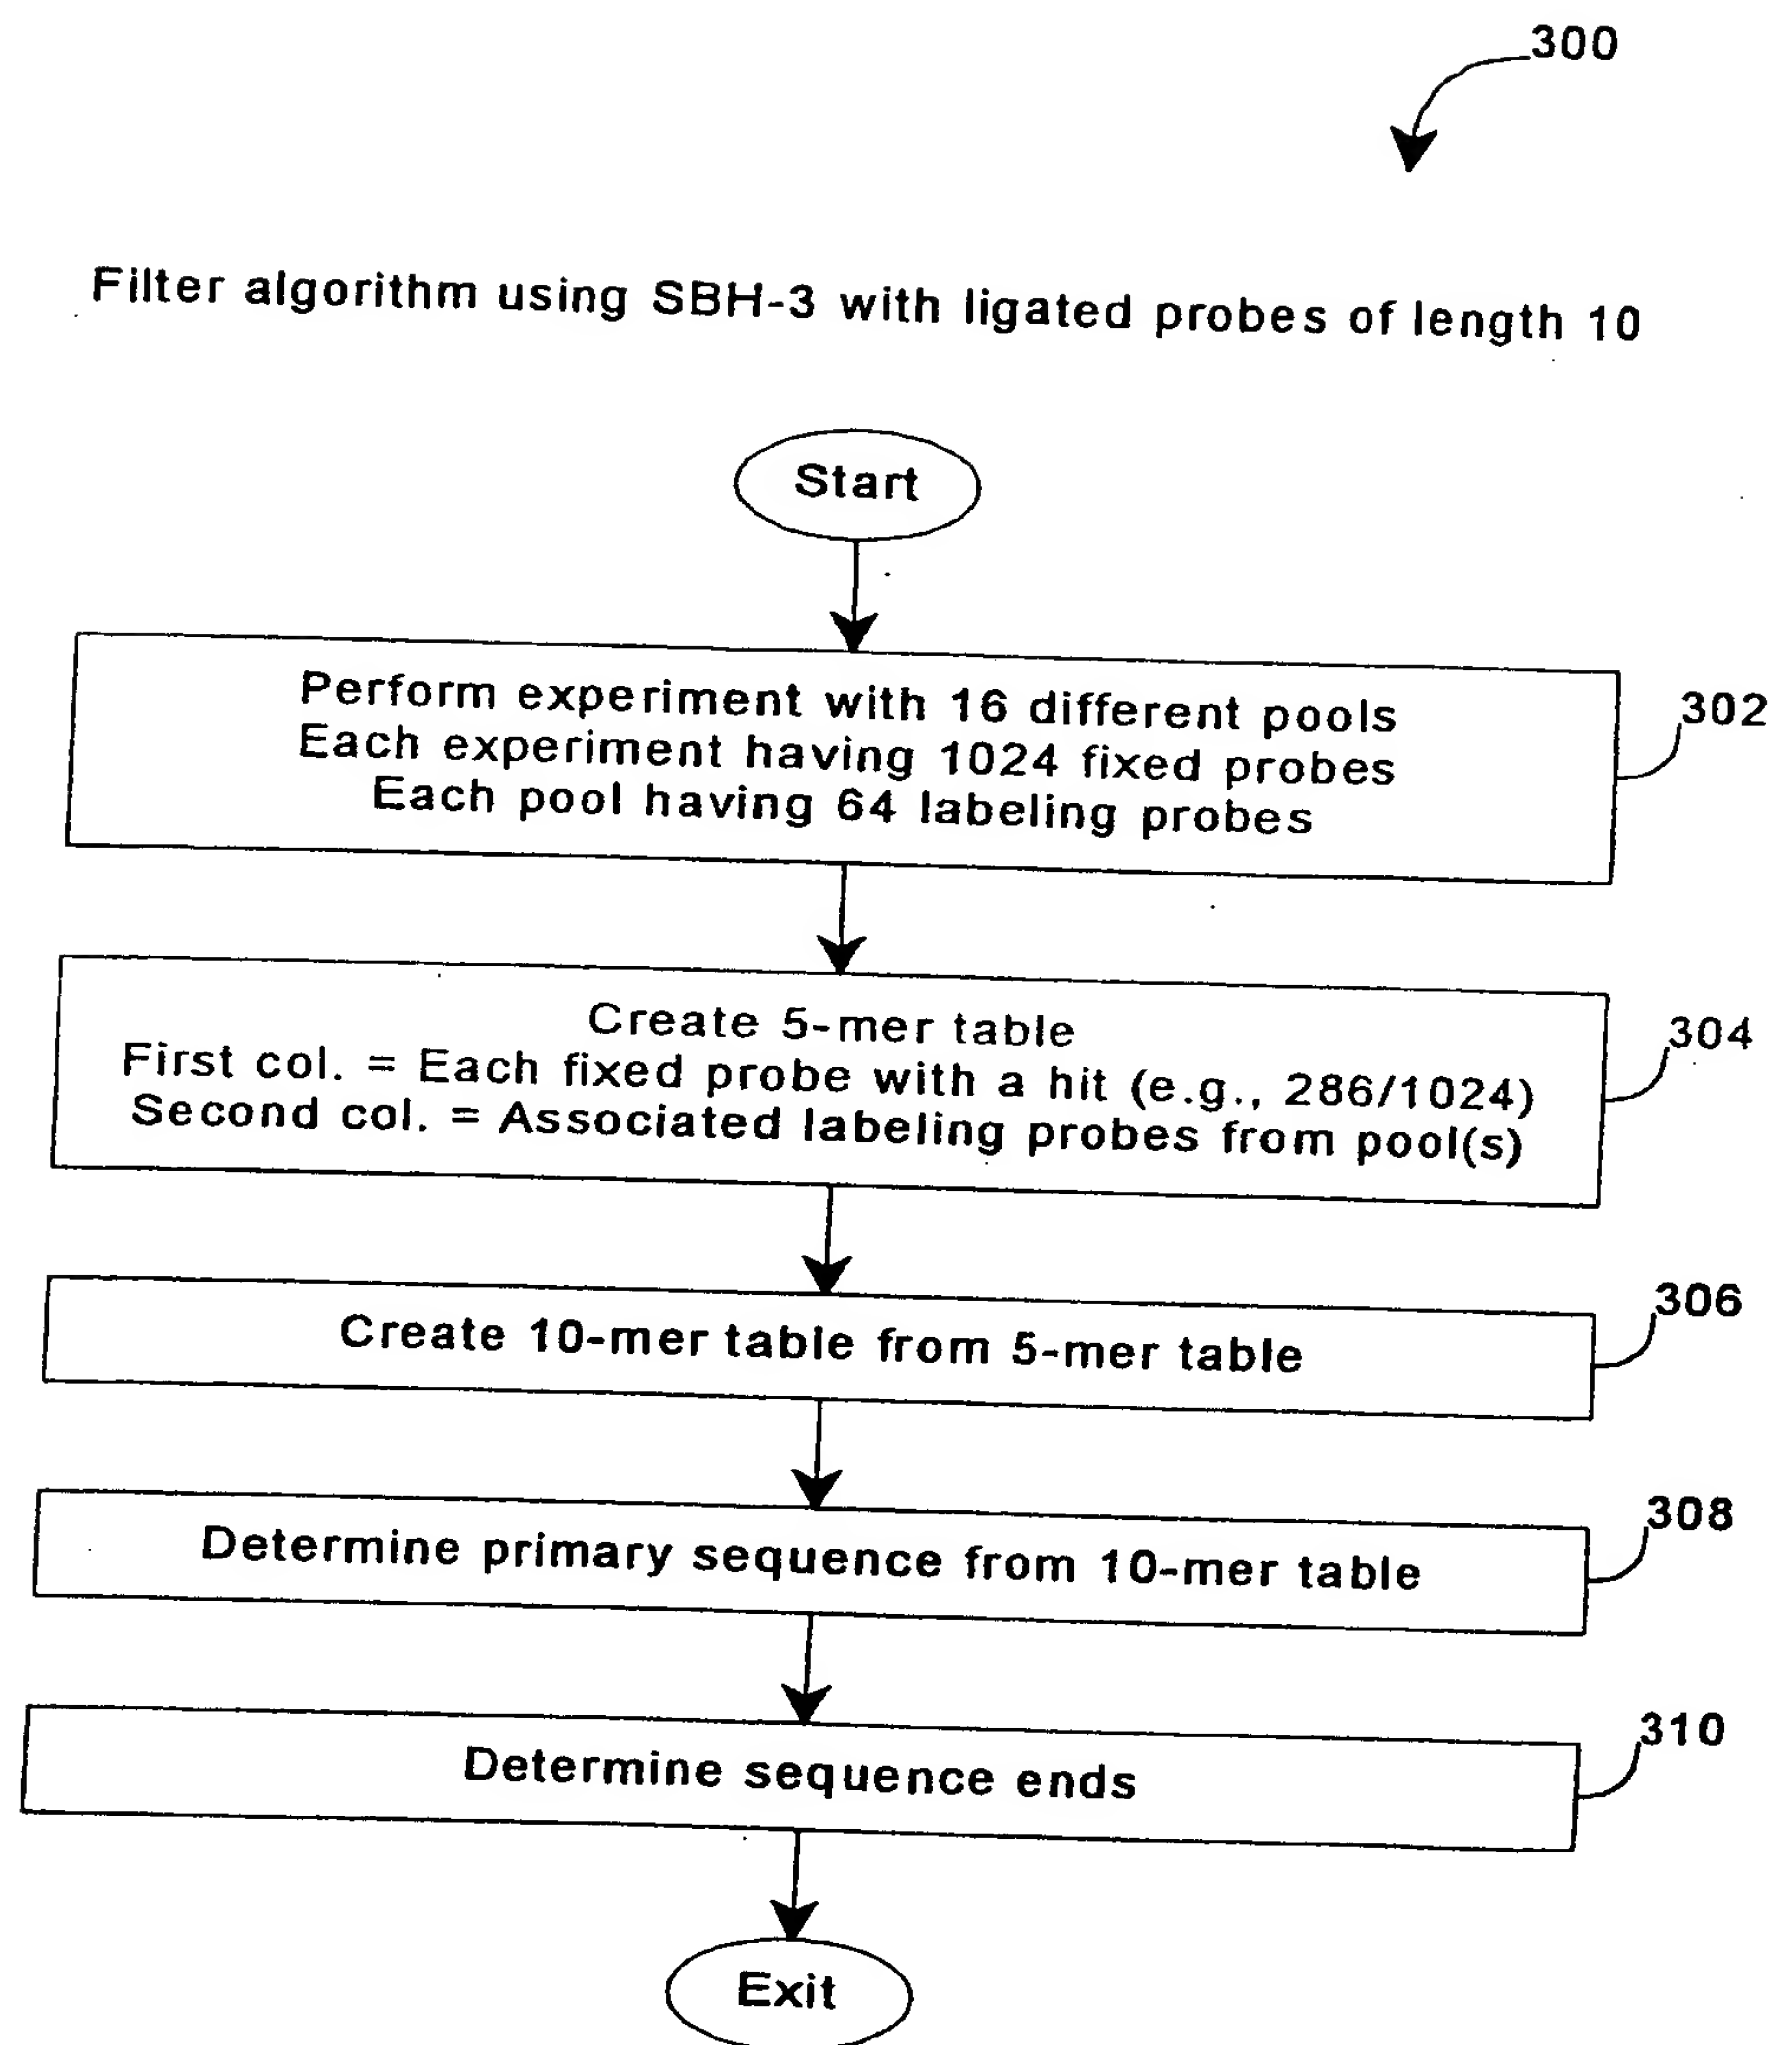 300
Filter algorithm using SBH-3 with ligated probes of length 10
Start
Perform experiment with 16 different pools
Each experiment having 1024 fixed probes
Each pool having 64 labeling probes
302
Create 5-mer table
First col. = Each fixed probe with a hit (e.g., 286/1024)
Second col. = Associated labeling probes from pool(s)
304
Create 10-mer table from 5-mer table
306
Determine primary sequence from 10-mer table
308
Determine sequence ends
310
Exit